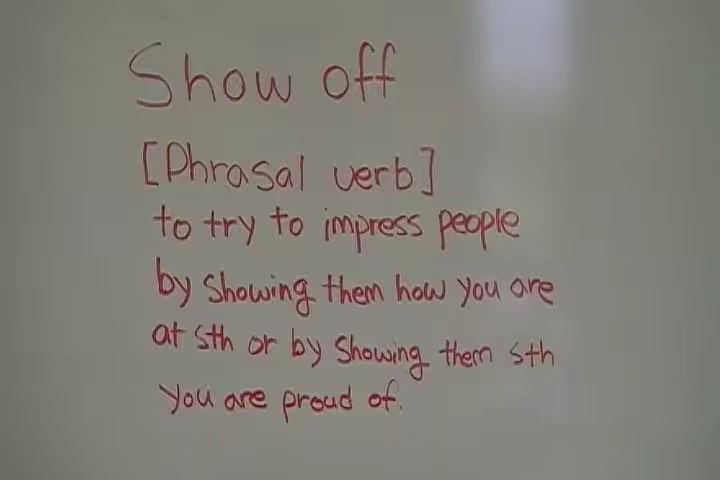 Show off
[Phrasal verb]
to try to impress people
by showing them how you are
at sth or by showing them sth
you are proud of.